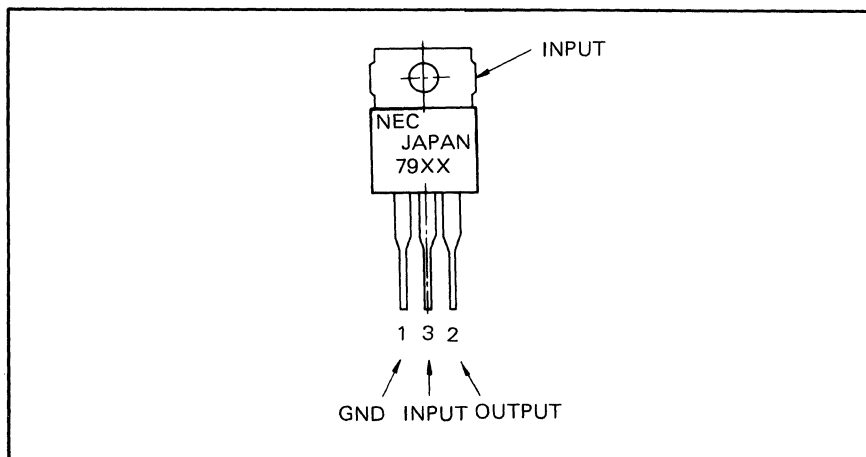 INPUT
NEC
JAPAN
79XX
1 3 2
GND INPUT OUTPUT